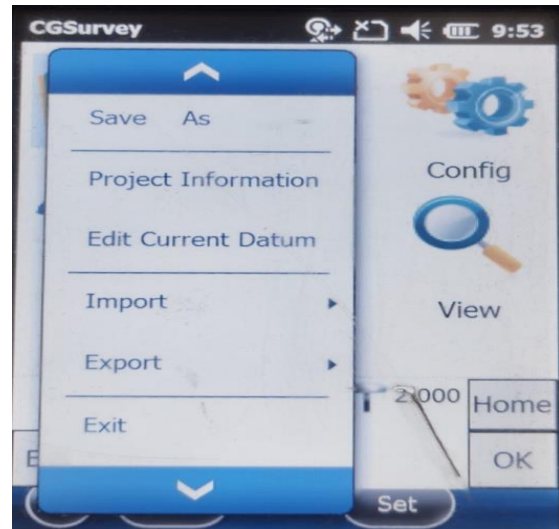 CGSurvey 9:53
Save As
Project Information
Edit Current Datum
Import
Export
Exit
Config
View
2.000
Home
OK
Set